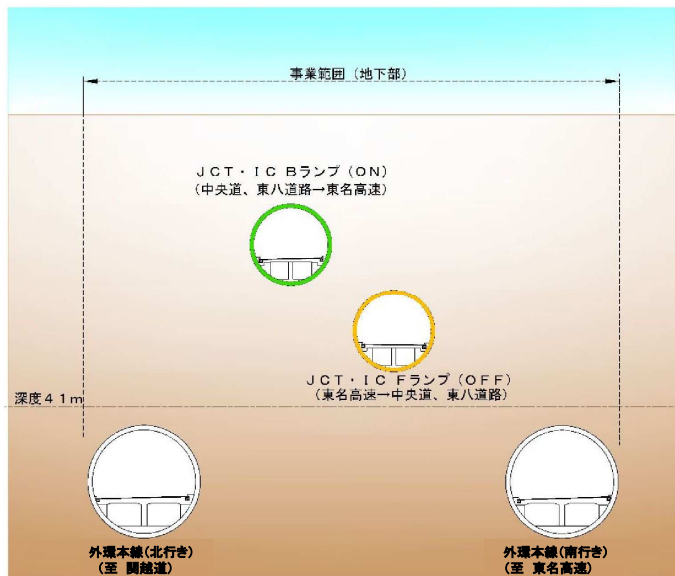 事業範囲（地下部）
ＪＣＴ・ＩＣ Ｂランプ（ＯＮ）
（中央道、東八道路→東名高速）
ＪＣＴ・ＩＣ Ｆランプ（ＯＦＦ）
（東名高速→中央道、東八道路）
深度４１ｍ
外環本線(北行き)
(至 関越道)
外環本線(南行き)
(至 東名高速)